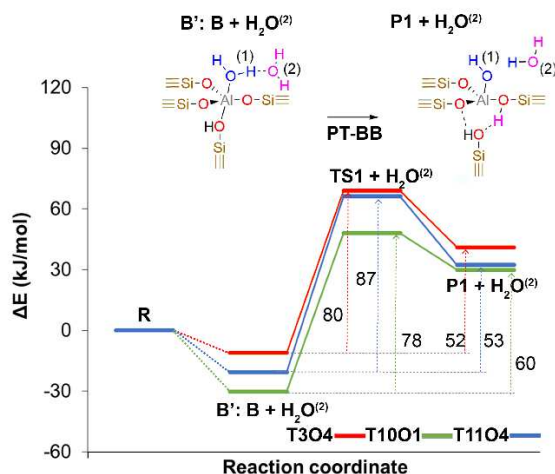 B': B + H₂O⁽²⁾
P1 + H₂O⁽²⁾
H
(1)
H
H
O
O
H
(2)
≡Si-O
Al-O-Si≡
≡Si-O
HO
Si
≡
PT-BB
H
(1)
H
O
O
H
(2)
≡Si-O
Al
O-Si≡
≡Si-O
H
HO
Si
≡
120
90
60
30
0
-30
-60
ΔE (kJ/mol)
R
TS1 + H₂O⁽²⁾
P1 + H₂O⁽²⁾
B': B + H₂O⁽²⁾
80
87
78
52
53
60
T3O4
T10O1
T11O4
Reaction coordinate